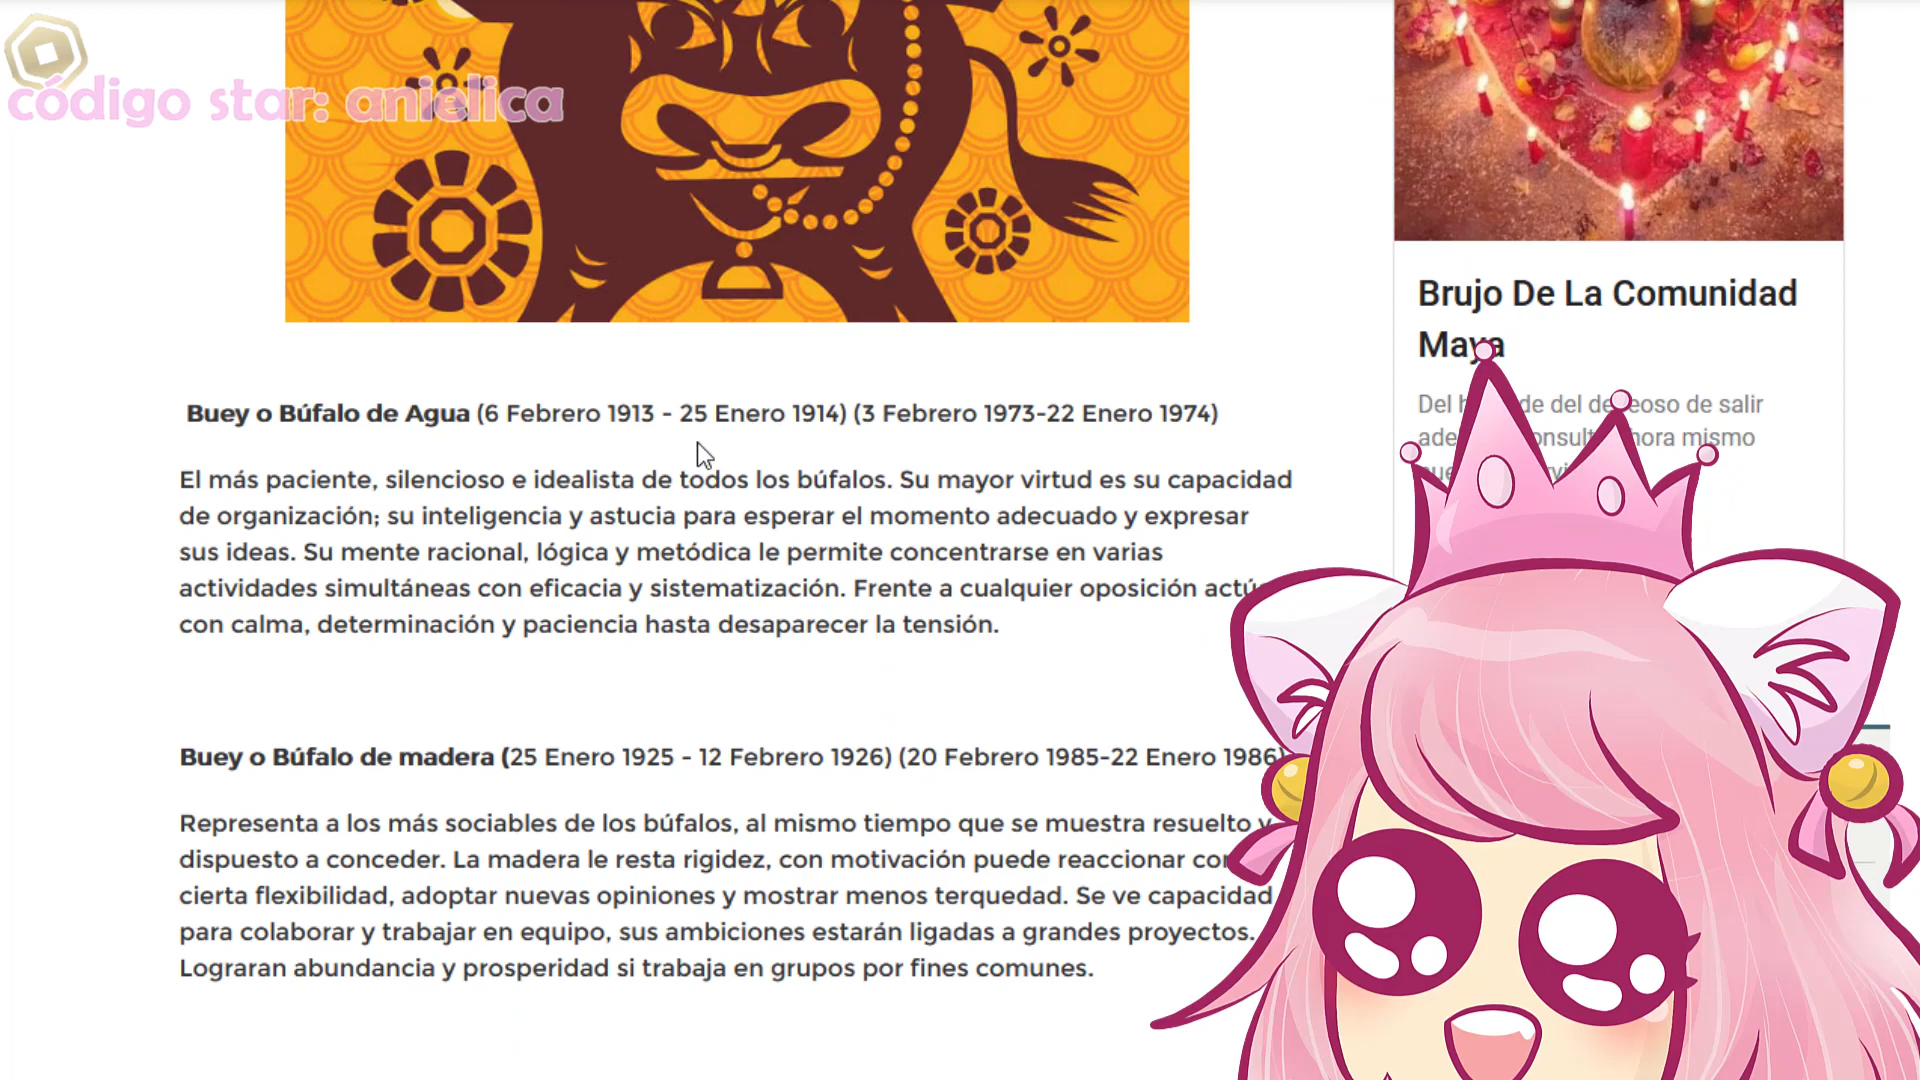 código star: anielica
Buey o Búfalo de Agua (6 Febrero 1913 - 25 Enero 1914) (3 Febrero 1973-22 Enero 1974)
El más paciente, silencioso e idealista de todos los búfalos. Su mayor virtud es su capacidad
de organización; su inteligencia y astucia para esperar el momento adecuado y expresar
sus ideas. Su mente racional, lógica y metódica le permite concentrarse en varias
actividades simultáneas con eficacia y sistematización. Frente a cualquier oposición
con calma, determinación y paciencia hasta desaparecer la tensión.
Buey o Búfalo de madera (25 Enero 1925 - 12 Febrero 1926) (20 Febrero 1985-22 Enero 1986)
Representa a los más sociables de los búfalos, al mismo tiempo que se muestra resuelto y
dispuesto a conceder. La madera le resta rigidez, con motivación puede reaccionar
cierta flexibilidad, adoptar nuevas opiniones y mostrar menos terquedad. Se ve capacidad
para colaborar y trabajar en equipo, sus ambiciones estarán ligadas a grandes proyectos.
Lograran abundancia y prosperidad si trabaja en grupos por fines comunes.
Brujo De La Comunidad
Maya
Del de del de salir
mismo